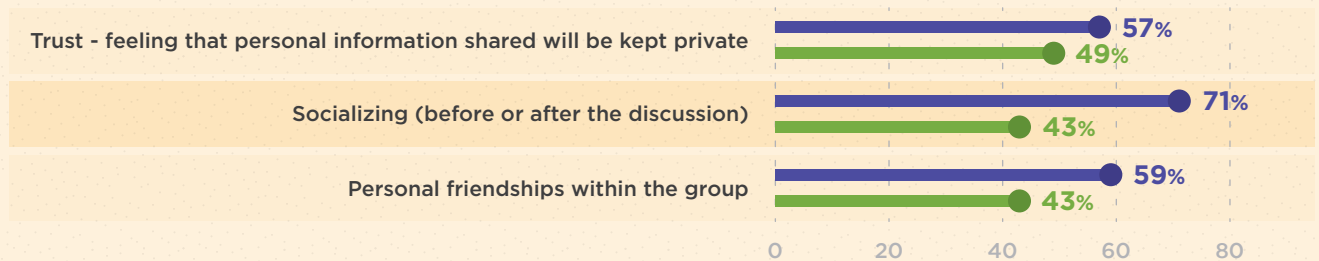 Trust - feeling that personal information shared will be kept private
57%
49%
Socializing (before or after the discussion)
71%
43%
Personal friendships within the group
59%
43%
0 20 40 60 80